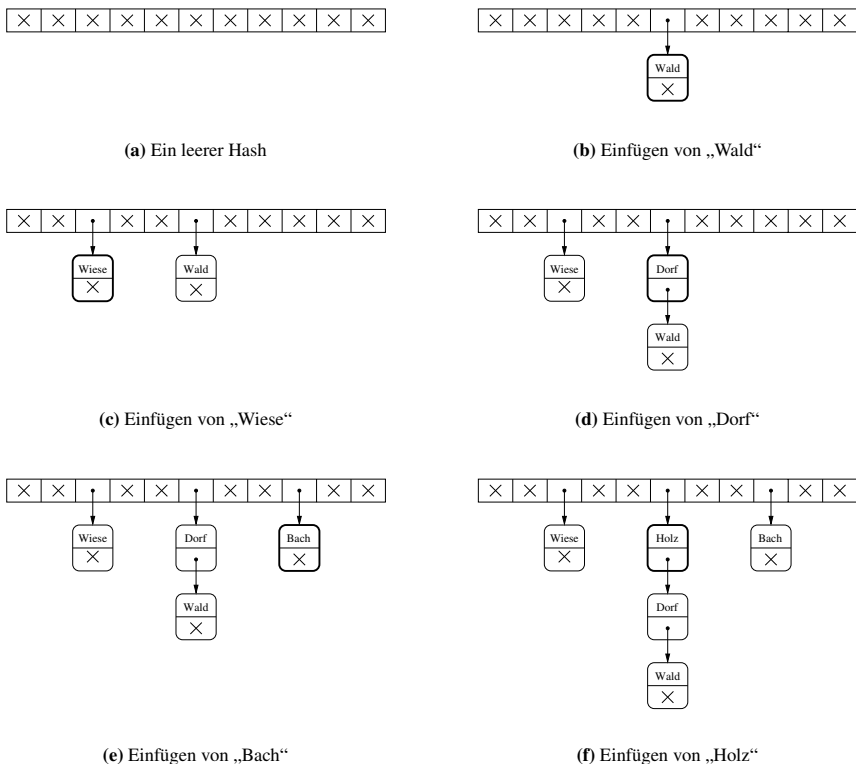 Wald
(a) Ein leerer Hash
(b) Einfügen von „Wald“
Wiese
Wald
Wiese
Dorf
Wald
(c) Einfügen von „Wiese“
(d) Einfügen von „Dorf“
Wiese
Dorf
Bach
Wald
Wiese
Holz
Bach
Dorf
Wald
(e) Einfügen von „Bach“
(f) Einfügen von „Holz“